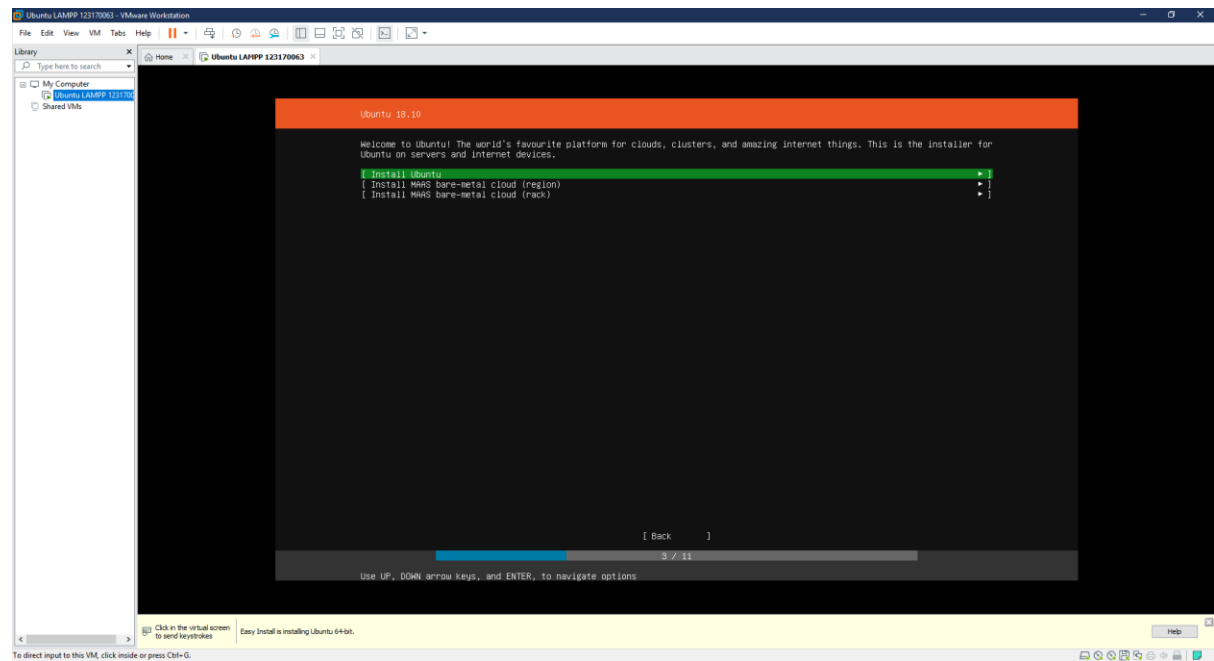 Ubuntu LAMPP 123170063 - VMware Workstation
File Edit View VM Tabs Help
Library
Home
Ubuntu LAMPP 123170063
Type here to search
My Computer
Ubuntu LAMPP 12317006
Shared VMs
Ubuntu 18.10
Welcome to Ubuntu! The world's favourite platform for clouds, clusters, and amazing internet things. This is the installer for
Ubuntu on servers and internet devices.
[ Install Ubuntu ▸ ]
[ Install MAAS bare-metal cloud (region) ▸ ]
[ Install MAAS bare-metal cloud (rack) ▸ ]
[ Back ]
3 / 11
Use UP, DOWN arrow keys, and ENTER, to navigate options
Click in the virtual screen
to send keystrokes
Easy Install is installing Ubuntu 64-bit.
Help
To direct input to this VM, click inside or press Ctrl+G.